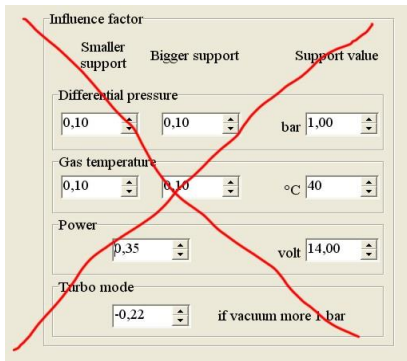 Influence factor
Smaller support Bigger support Support value
Differential pressure
0,10 0,10 bar 1,00
Gas temperature
0,10 0,10 °C 40
Power
0,35 volt 14,00
Turbo mode
-0,22 if vacuum more 1 bar